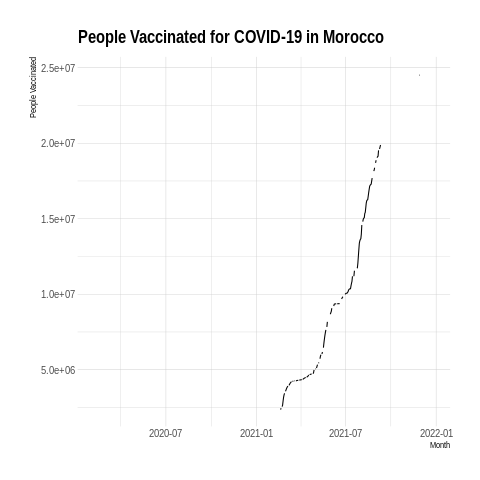 People Vaccinated for COVID-19 in Morocco
People Vaccinated
2.5e+07
2.0e+07
1.5e+07
1.0e+07
5.0e+06
2020-07 2021-01 2021-07 2022-01
Month